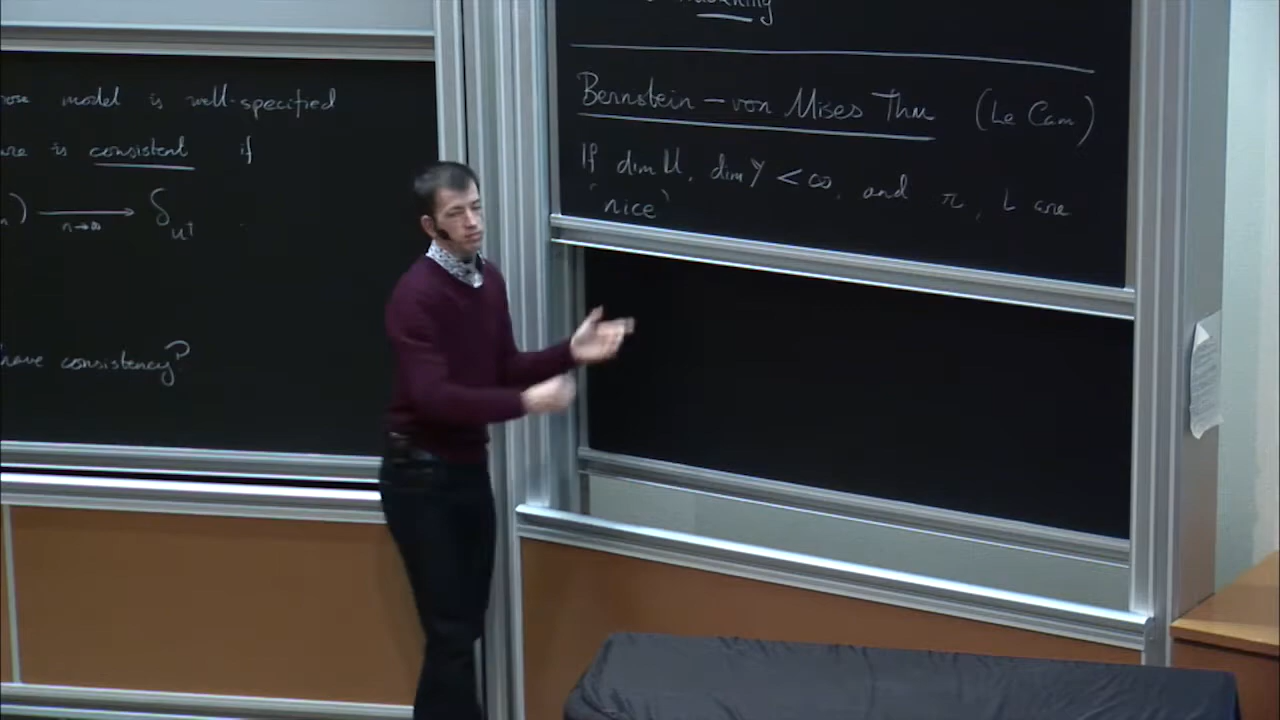 ose model is well-specified
re is consistent if
) ⟶ δ_{u†}
n→∞
have consistency?
Bernstein – von Mises Thm (Le Cam)
If dim U, dim Y < ∞, and π, L are
'nice'